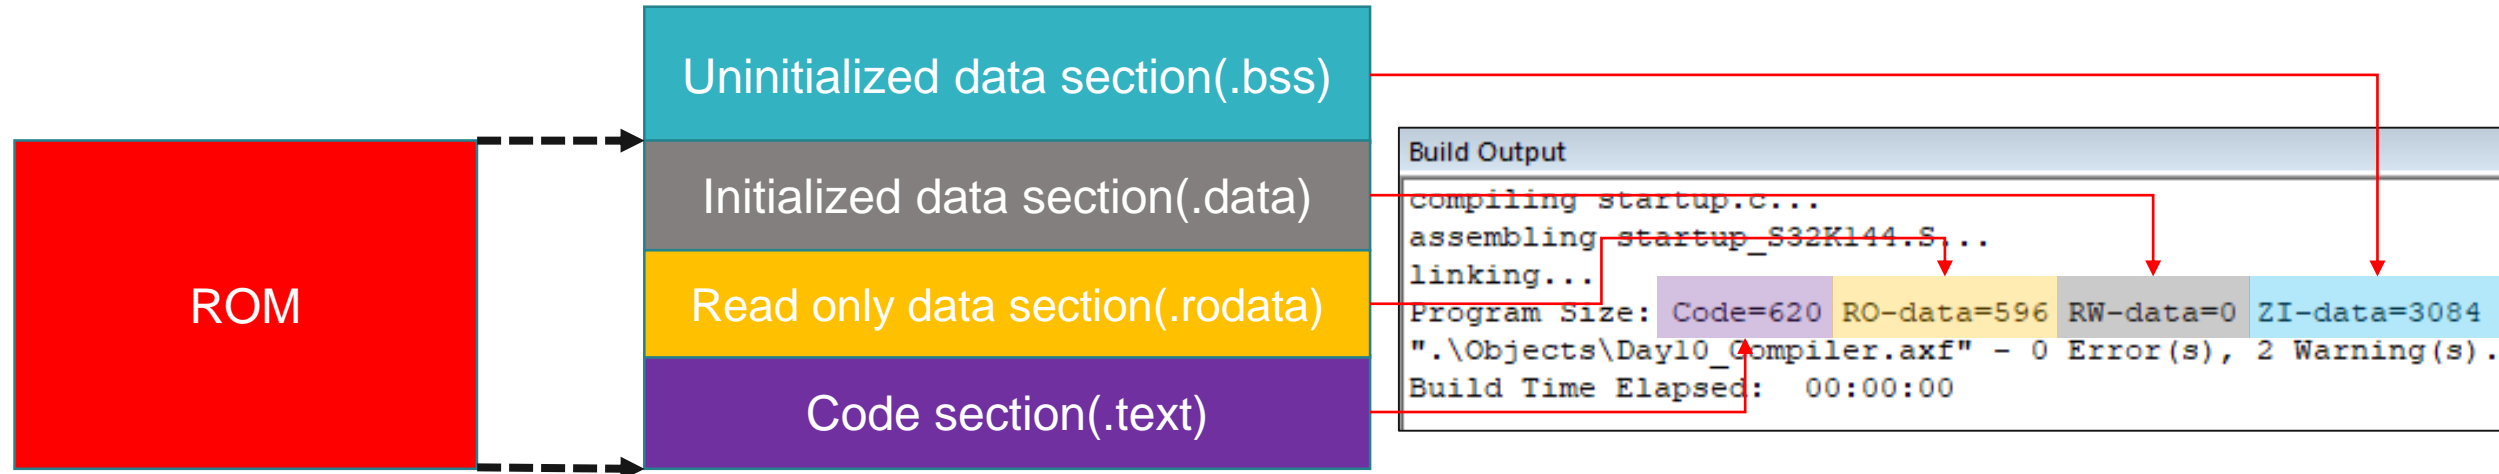 Uninitialized data section(.bss)
Initialized data section(.data)
Read only data section(.rodata)
Code section(.text)
ROM
Build Output
compiling startup.c...
assembling startup_S32K144.S...
linking...
Program Size: Code=620 RO-data=596 RW-data=0 ZI-data=3084
".\Objects\Day10_Compiler.axf" - 0 Error(s), 2 Warning(s).
Build Time Elapsed:  00:00:00